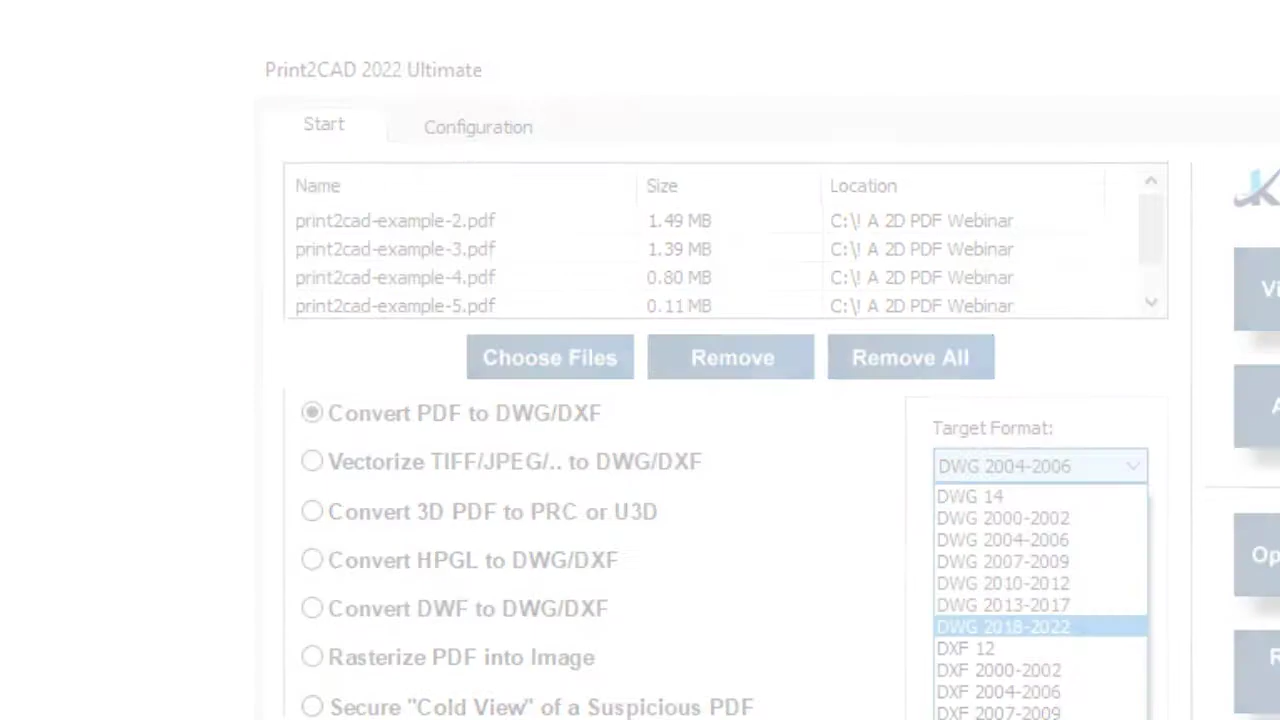 Print2CAD 2022 Ultimate
Start Configuration
Name Size Location
print2cad-example-2.pdf 1.49 MB C:\! A 2D PDF Webinar
print2cad-example-3.pdf 1.39 MB C:\! A 2D PDF Webinar
print2cad-example-4.pdf 0.80 MB C:\! A 2D PDF Webinar
print2cad-example-5.pdf 0.11 MB C:\! A 2D PDF Webinar
Choose Files Remove Remove All
Convert PDF to DWG/DXF
Vectorize TIFF/JPEG/.. to DWG/DXF
Convert 3D PDF to PRC or U3D
Convert HPGL to DWG/DXF
Convert DWF to DWG/DXF
Rasterize PDF into Image
Secure "Cold View" of a Suspicious PDF
Target Format:
DWG 2004-2006
DWG 14
DWG 2000-2002
DWG 2004-2006
DWG 2007-2009
DWG 2010-2012
DWG 2013-2017
DWG 2018-2022
DXF 12
DXF 2000-2002
DXF 2004-2006
DXF 2007-2009